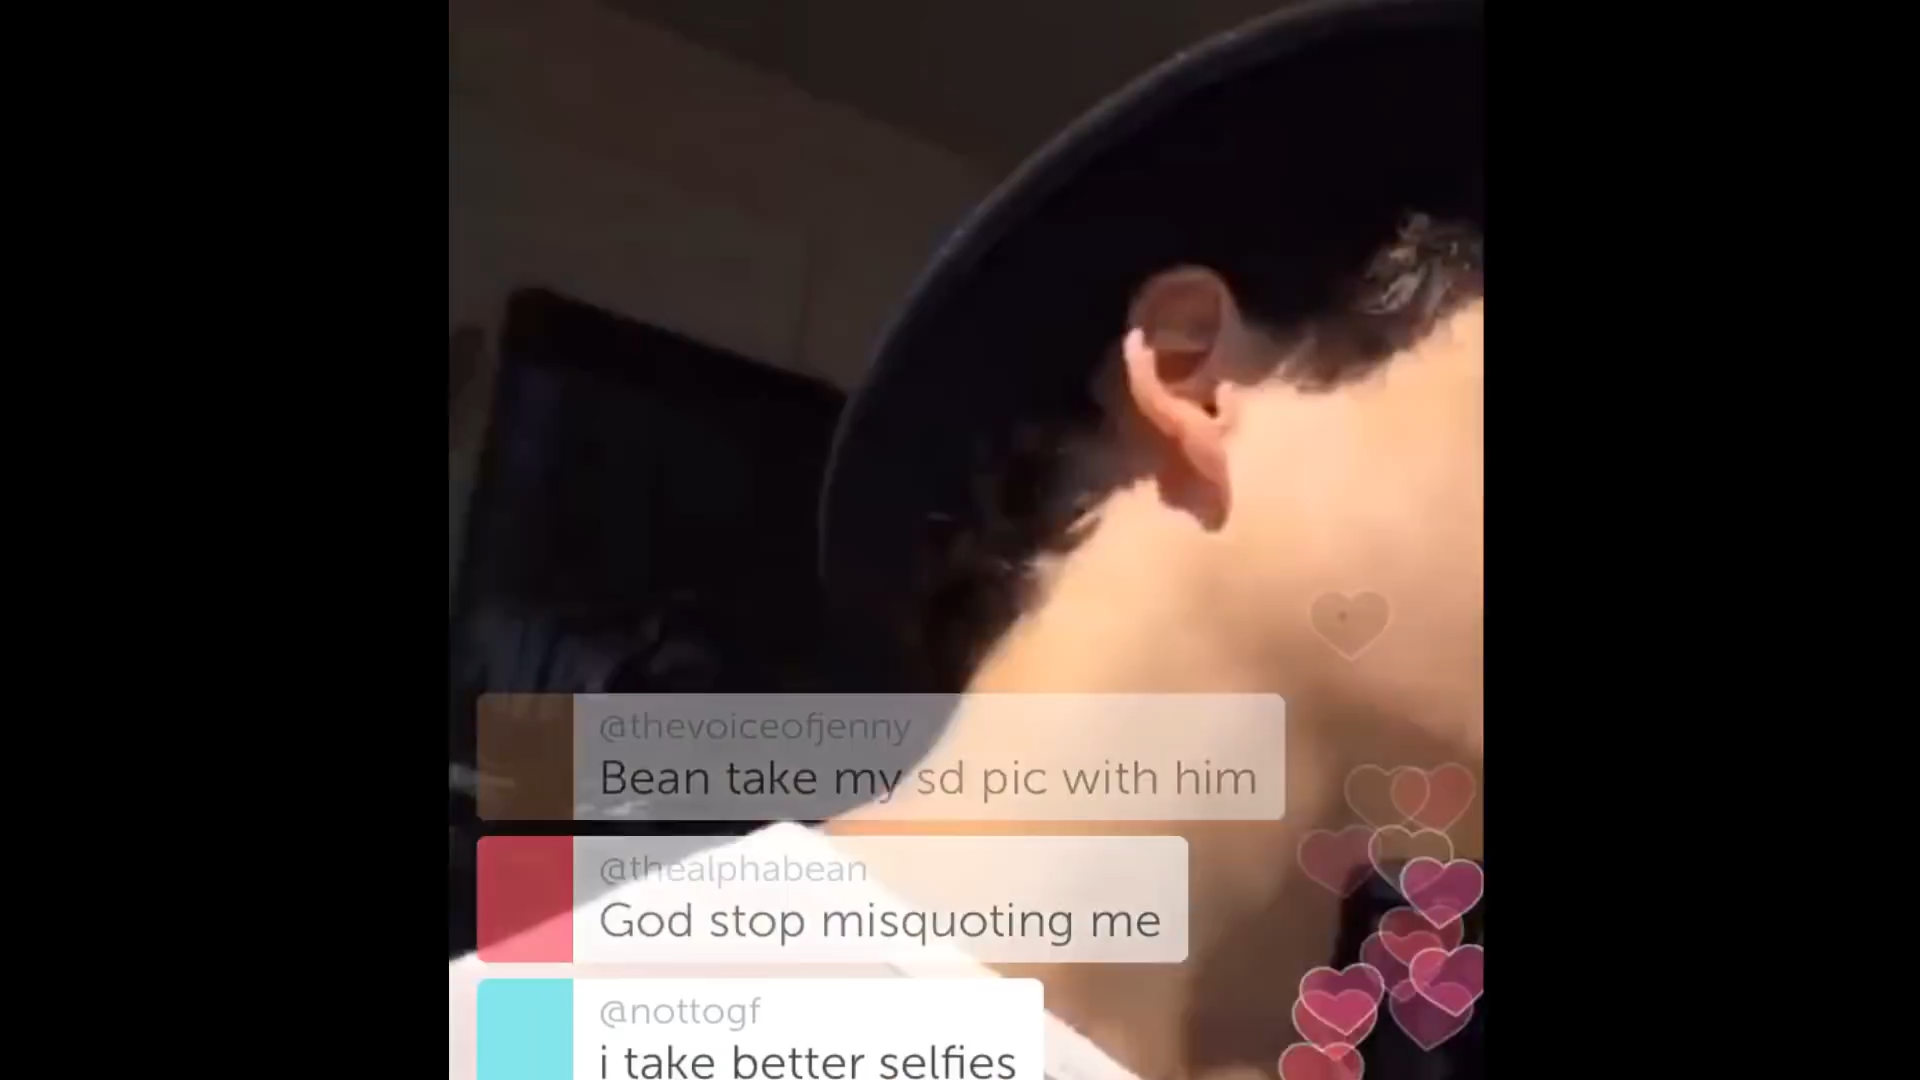 @thevoiceofjenny
Bean take my sd pic with him
@thealphabean
God stop misquoting me
@nottogf
i take better selfies